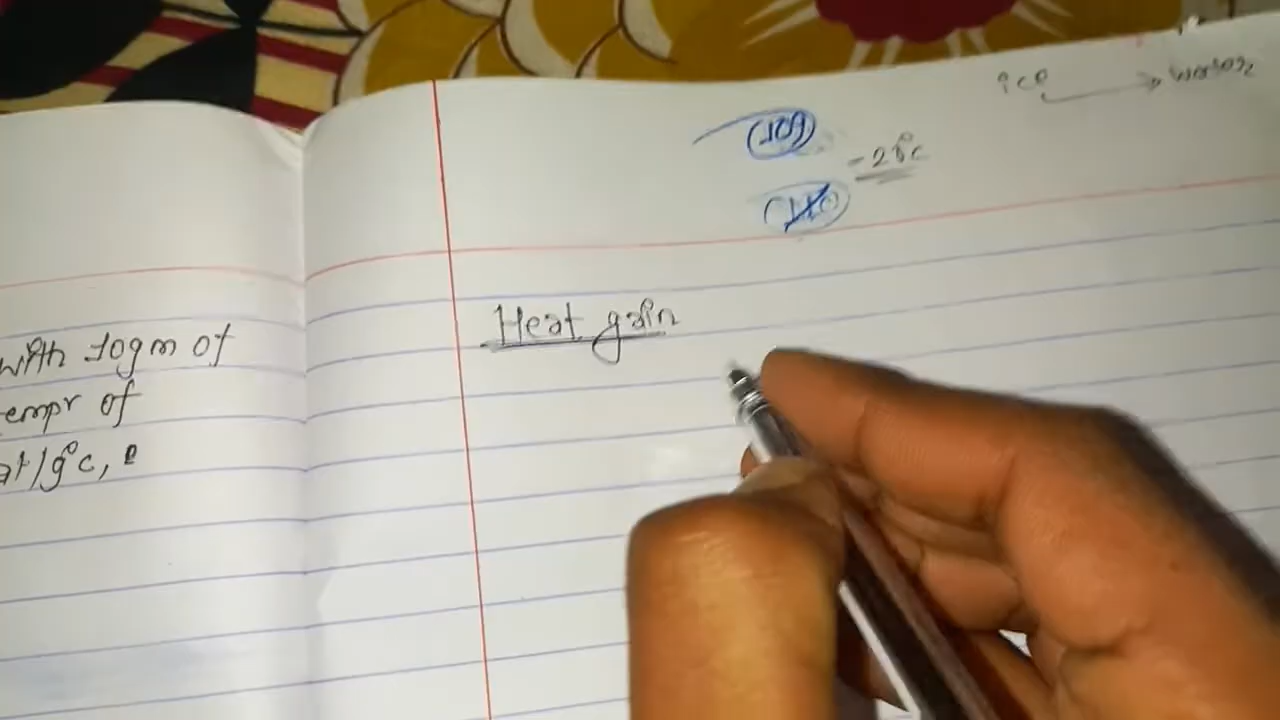 with 10gm of
empr of
at/g°c,
ice → water
-20°c
Heat gain